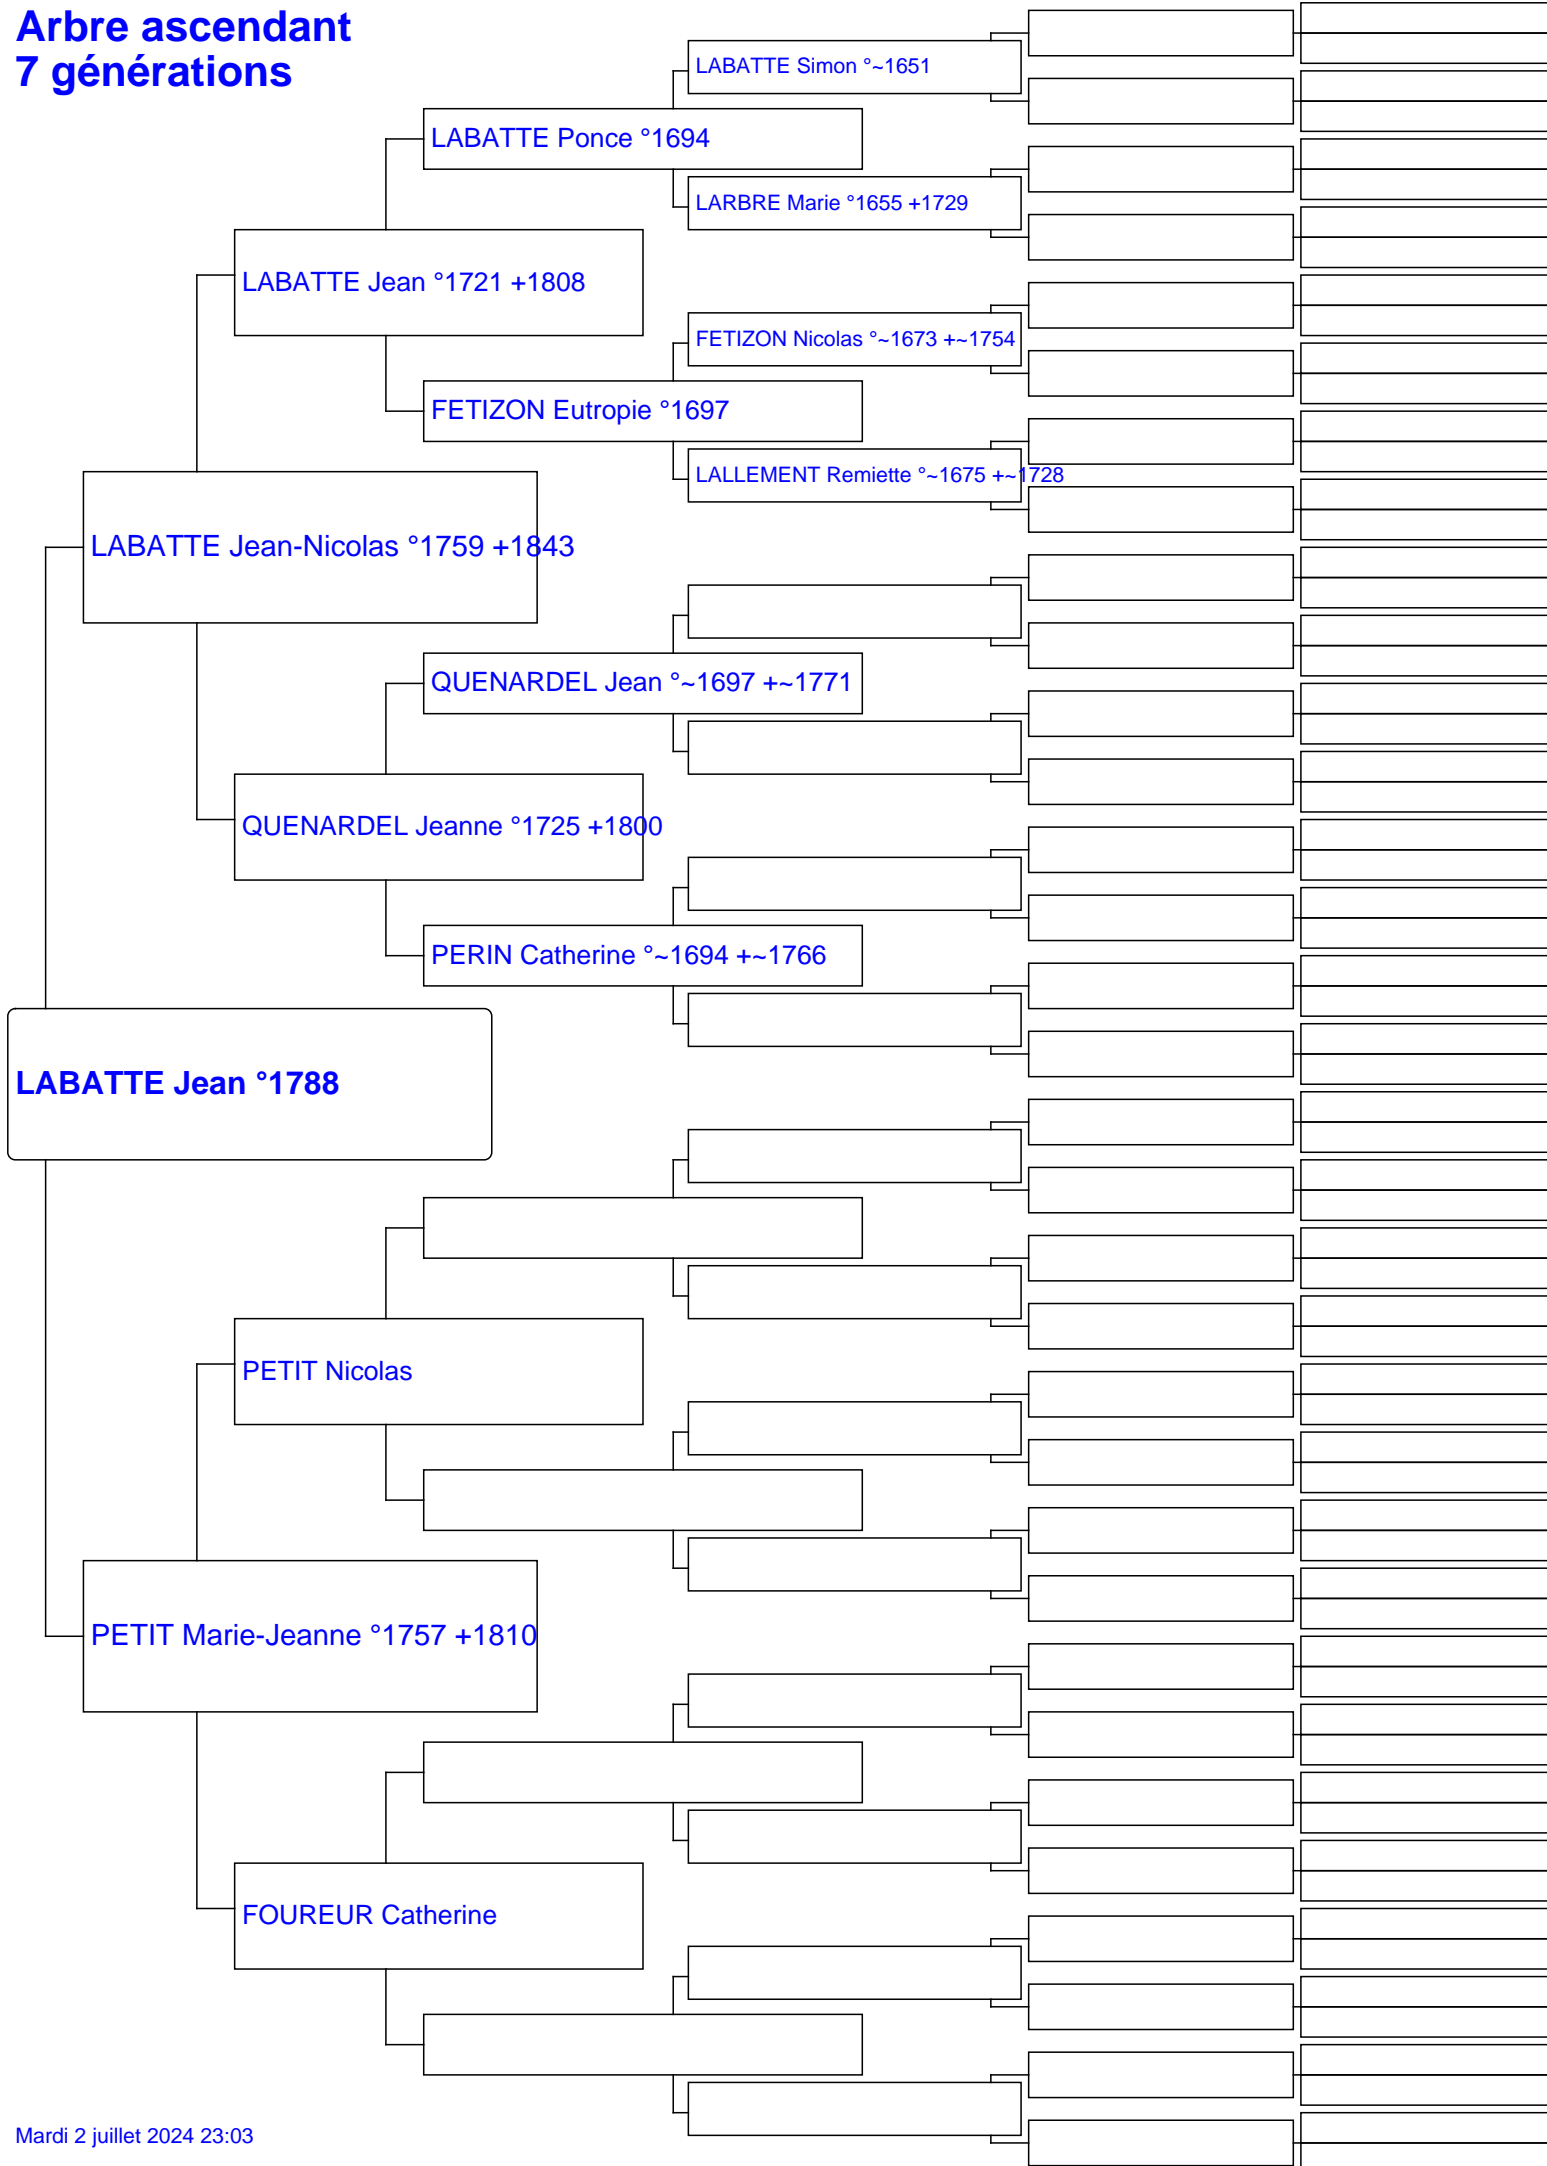 Arbre ascendant
7 générations
LABATTE Simon °~1651
LABATTE Ponce °1694
LARBRE Marie °1655 +1729
LABATTE Jean °1721 +1808
FETIZON Nicolas °~1673 +~1754
FETIZON Eutropie °1697
LALLEMENT Remiette °~1675 +~1728
LABATTE Jean-Nicolas °1759 +1843
QUENARDEL Jean °~1697 +~1771
QUENARDEL Jeanne °1725 +1800
PERIN Catherine °~1694 +~1766
LABATTE Jean °1788
PETIT Nicolas
PETIT Marie-Jeanne °1757 +1810
FOUREUR Catherine
Mardi 2 juillet 2024 23:03